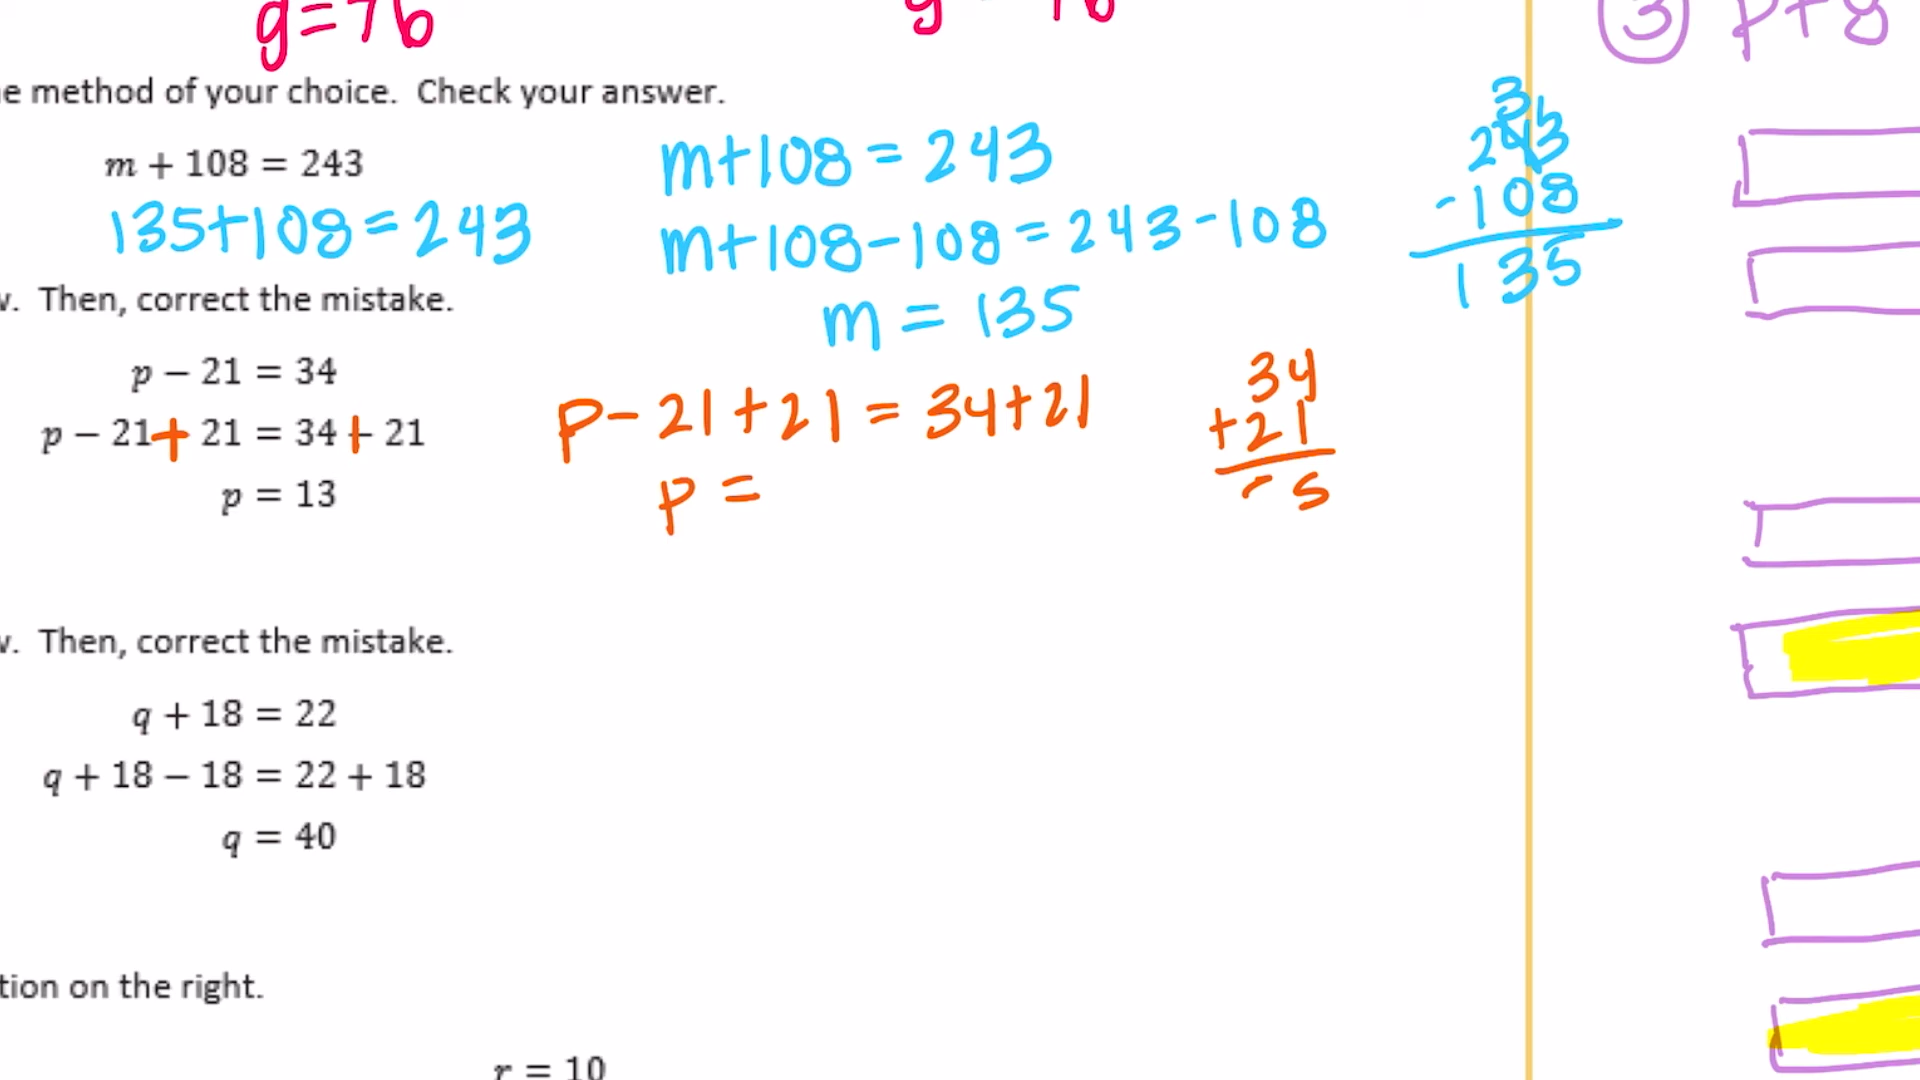 g=76
3 p+8
e method of your choice. Check your answer.
m + 108 = 243
135+108=243
m+108=243
m+108-108=243-108
m = 135
3 1
243
-108
135
v. Then, correct the mistake.
p − 21 = 34
p − 21+ 21 = 34+ 21
p = 13
p-21+21=34+21
p =
34
+21
5
v. Then, correct the mistake.
q + 18 = 22
q + 18 − 18 = 22 + 18
q = 40
tion on the right.
r = 10